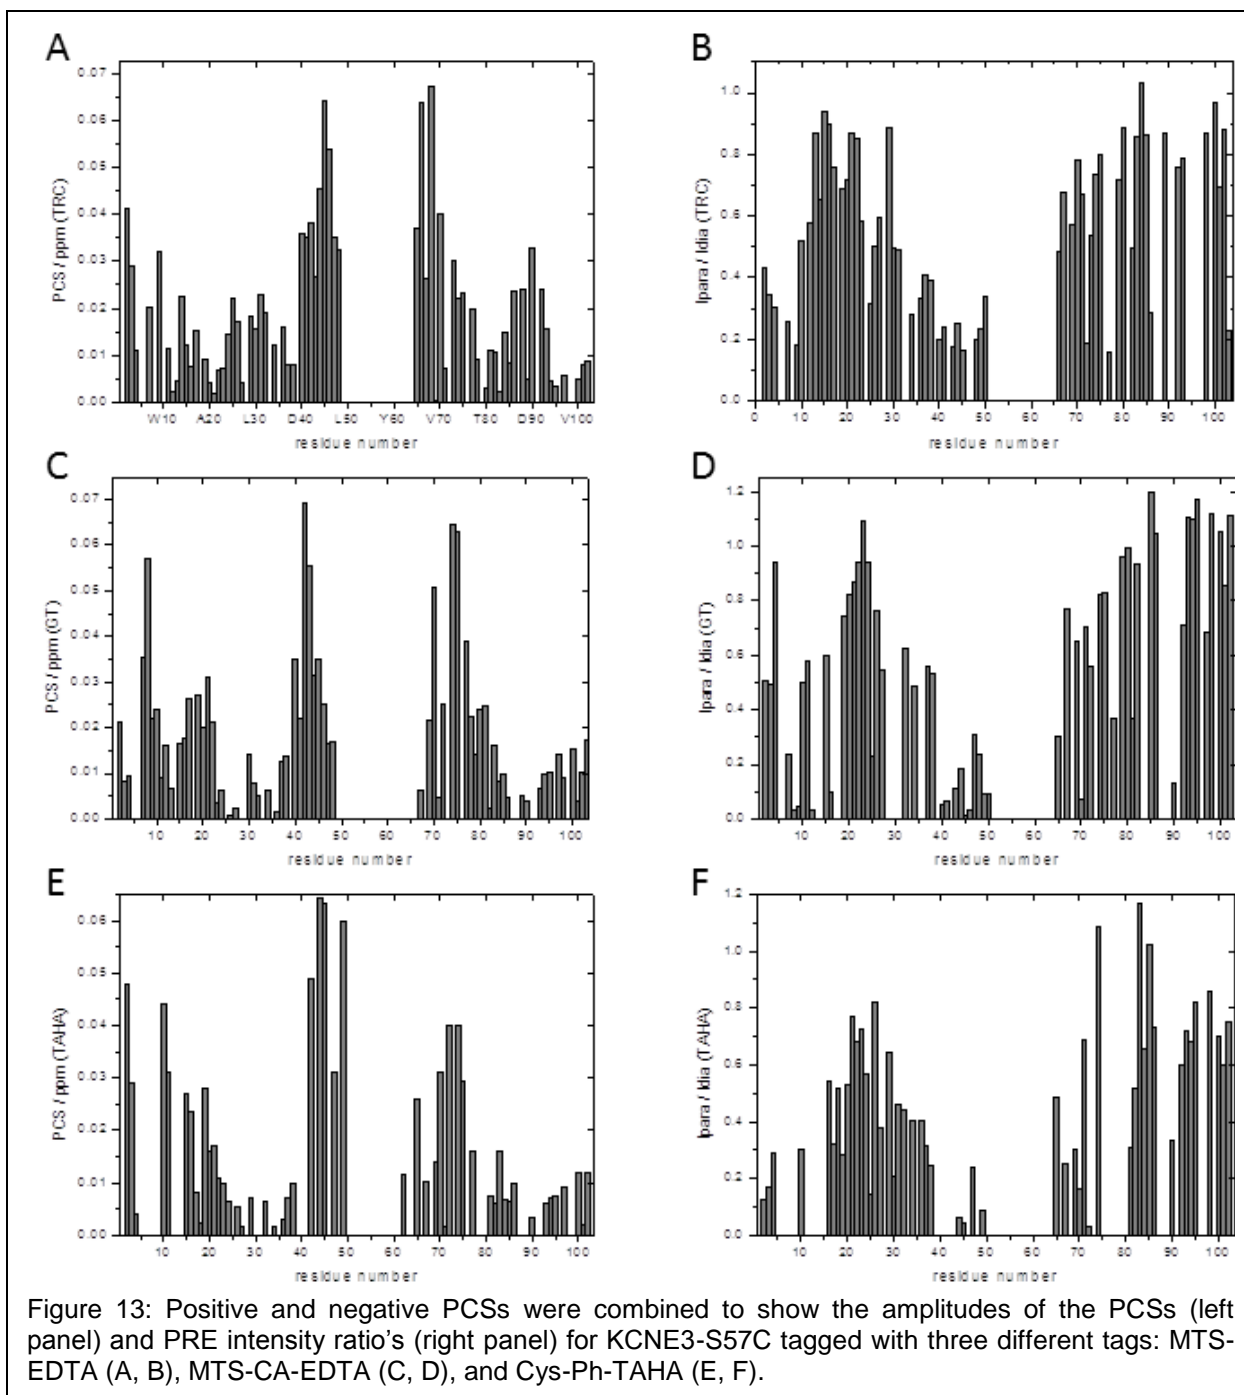 A
0.07
0.06
0.05
0.04
0.03
0.02
0.01
0.00
PCS / ppm (TRC)
W10 A20 L30 D40 L50 Y60 V70 T80 D90 V100
residue number
B
1.0
0.8
0.6
0.4
0.2
0.0
Ipara / Idia (TRC)
0 10 20 30 40 50 60 70 80 90 100
residue number
C
0.07
0.06
0.05
0.04
0.03
0.02
0.01
0.00
PCS / ppm (GT)
10 20 30 40 50 60 70 80 90 100
residue number
D
1.2
1.0
0.8
0.6
0.4
0.2
0.0
Ipara / Idia (GT)
10 20 30 40 50 60 70 80 90 100
residue number
E
0.06
0.05
0.04
0.03
0.02
0.01
0.00
PCS / ppm (TAHA)
10 20 30 40 50 60 70 80 90 100
residue number
F
1.2
1.0
0.8
0.6
0.4
0.2
0.0
Ipara / Idia (TAHA)
10 20 30 40 50 60 70 80 90 100
residue number
Figure 13: Positive and negative PCSs were combined to show the amplitudes of the PCSs (left
panel) and PRE intensity ratio's (right panel) for KCNE3-S57C tagged with three different tags: MTS-
EDTA (A, B), MTS-CA-EDTA (C, D), and Cys-Ph-TAHA (E, F).